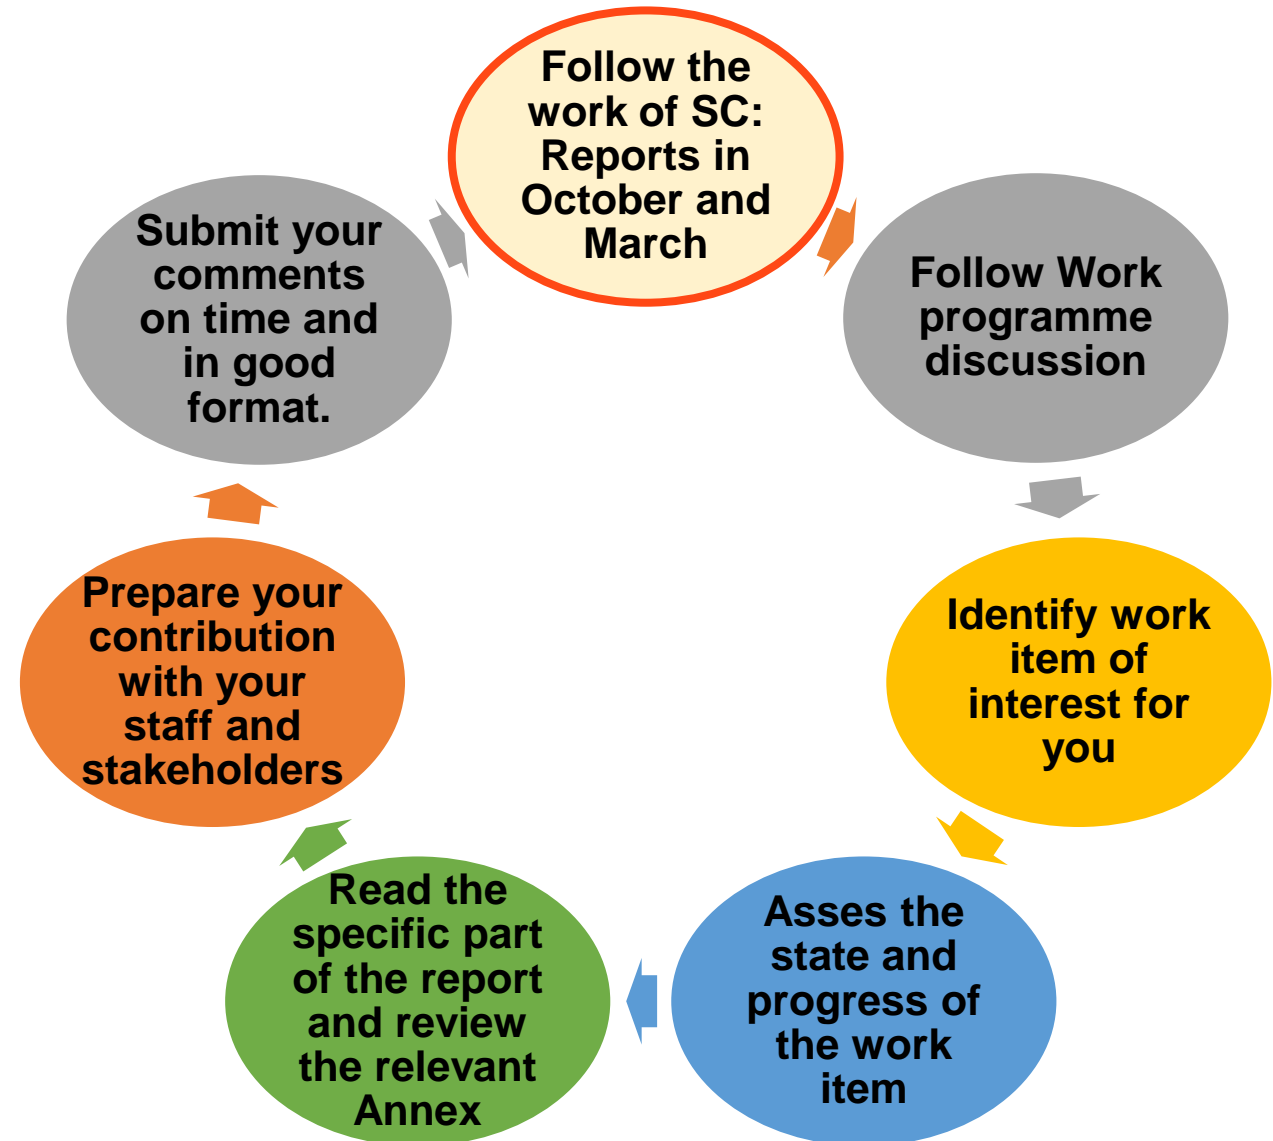 Follow the
work of SC:
Reports in
October and
March
Follow Work
programme
discussion
Identify work
item of
interest for
you
Asses the
state and
progress of
the work
item
Read the
specific part
of the report
and review
the relevant
Annex
Prepare your
contribution
with your
staff and
stakeholders
Submit your
comments
on time and
in good
format.